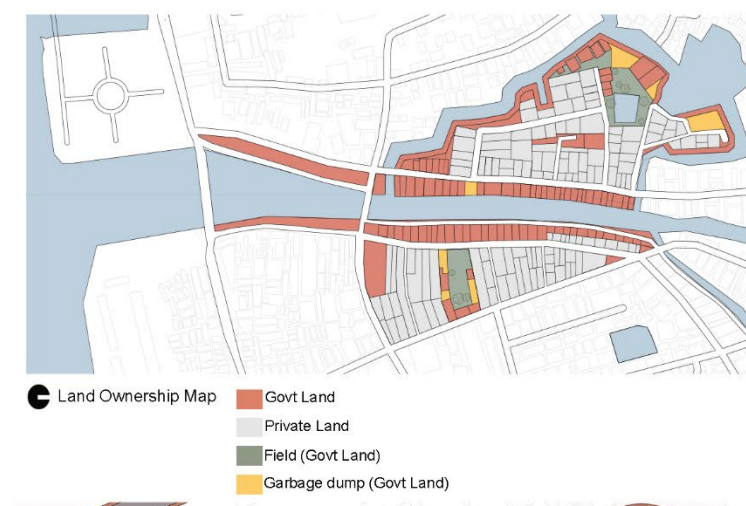 Land Ownership Map
Govt Land
Private Land
Field (Govt Land)
Garbage dump (Govt Land)